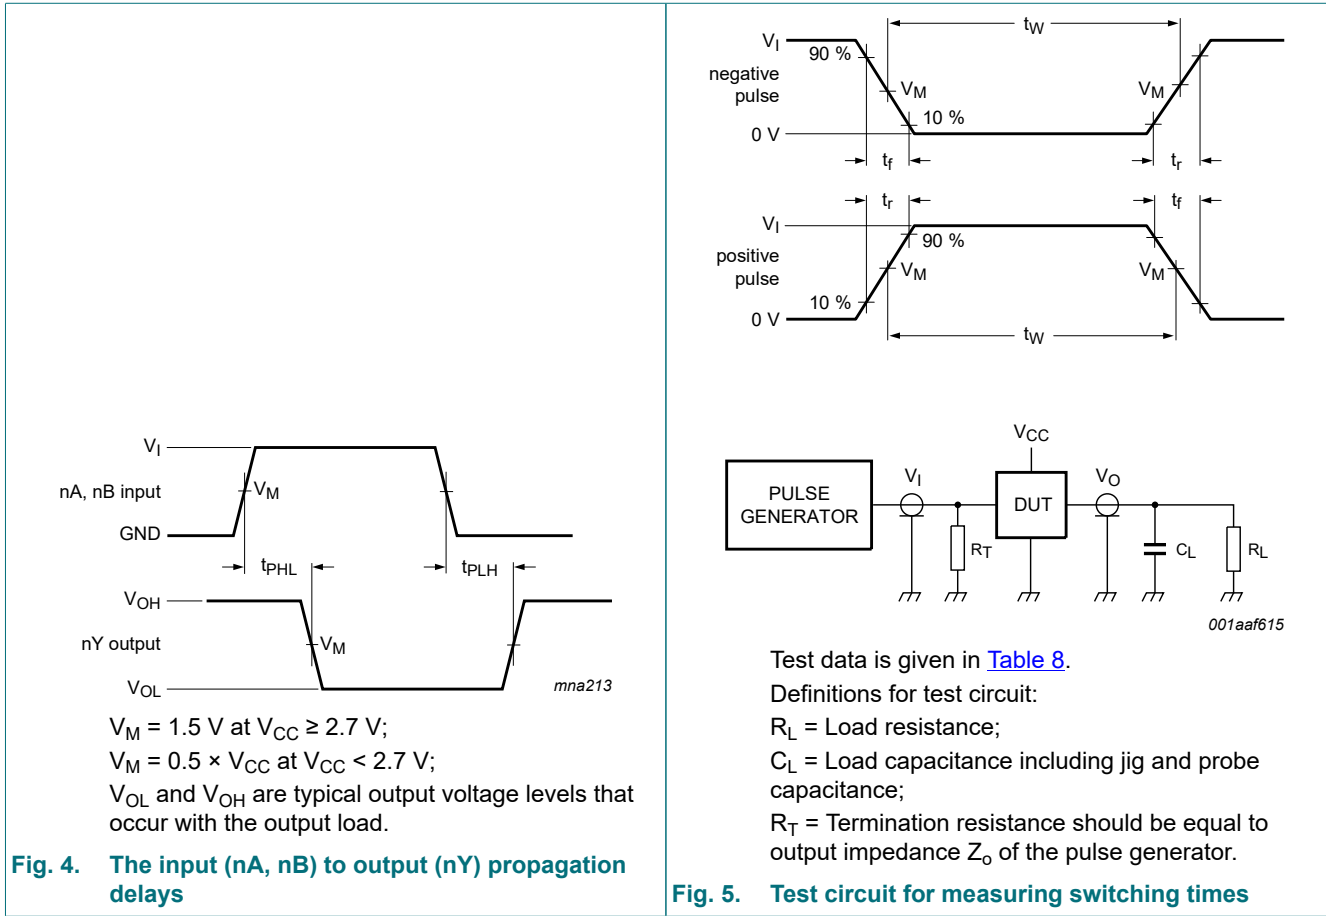 VI
nA, nB input
VM
GND
tPHL
tPLH
VOH
nY output
VM
VOL
mna213
VM = 1.5 V at VCC ≥ 2.7 V;
VM = 0.5 × VCC at VCC < 2.7 V;
VOL and VOH are typical output voltage levels that
occur with the output load.
Fig. 4. The input (nA, nB) to output (nY) propagation
delays
tW
VI
90 %
negative
pulse
VM
VM
10 %
0 V
tf
tr
tr
tf
VI
90 %
positive
pulse
VM
VM
10 %
0 V
tW
VCC
PULSE
GENERATOR
VI
DUT
VO
RT
CL
RL
001aaf615
Test data is given in Table 8.
Definitions for test circuit:
RL = Load resistance;
CL = Load capacitance including jig and probe
capacitance;
RT = Termination resistance should be equal to
output impedance Zo of the pulse generator.
Fig. 5. Test circuit for measuring switching times